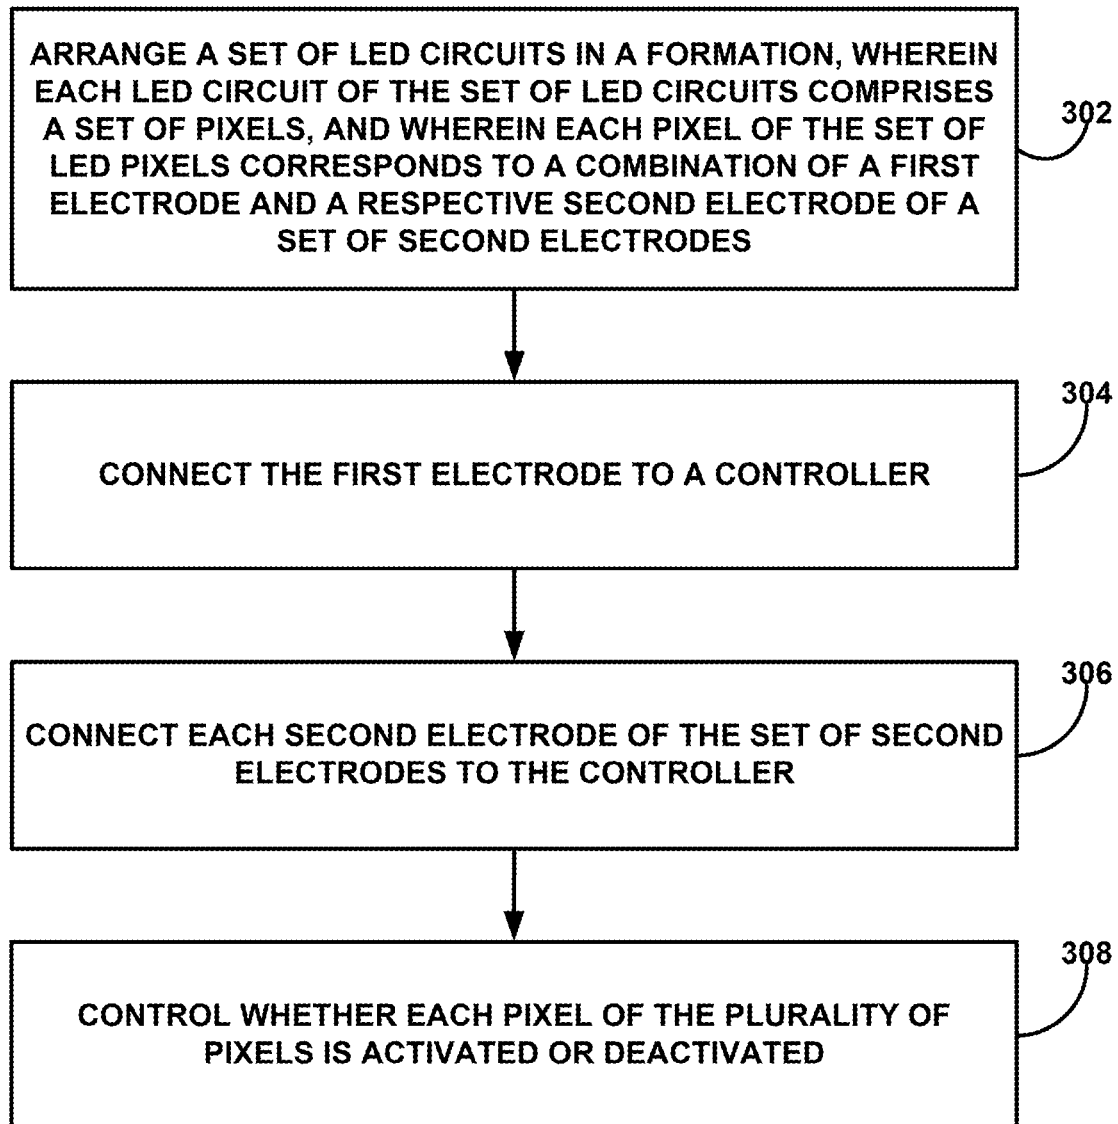 ARRANGE A SET OF LED CIRCUITS IN A FORMATION, WHEREIN
EACH LED CIRCUIT OF THE SET OF LED CIRCUITS COMPRISES
A SET OF PIXELS, AND WHEREIN EACH PIXEL OF THE SET OF
LED PIXELS CORRESPONDS TO A COMBINATION OF A FIRST
ELECTRODE AND A RESPECTIVE SECOND ELECTRODE OF A
SET OF SECOND ELECTRODES
302
CONNECT THE FIRST ELECTRODE TO A CONTROLLER
304
CONNECT EACH SECOND ELECTRODE OF THE SET OF SECOND
ELECTRODES TO THE CONTROLLER
306
CONTROL WHETHER EACH PIXEL OF THE PLURALITY OF
PIXELS IS ACTIVATED OR DEACTIVATED
308